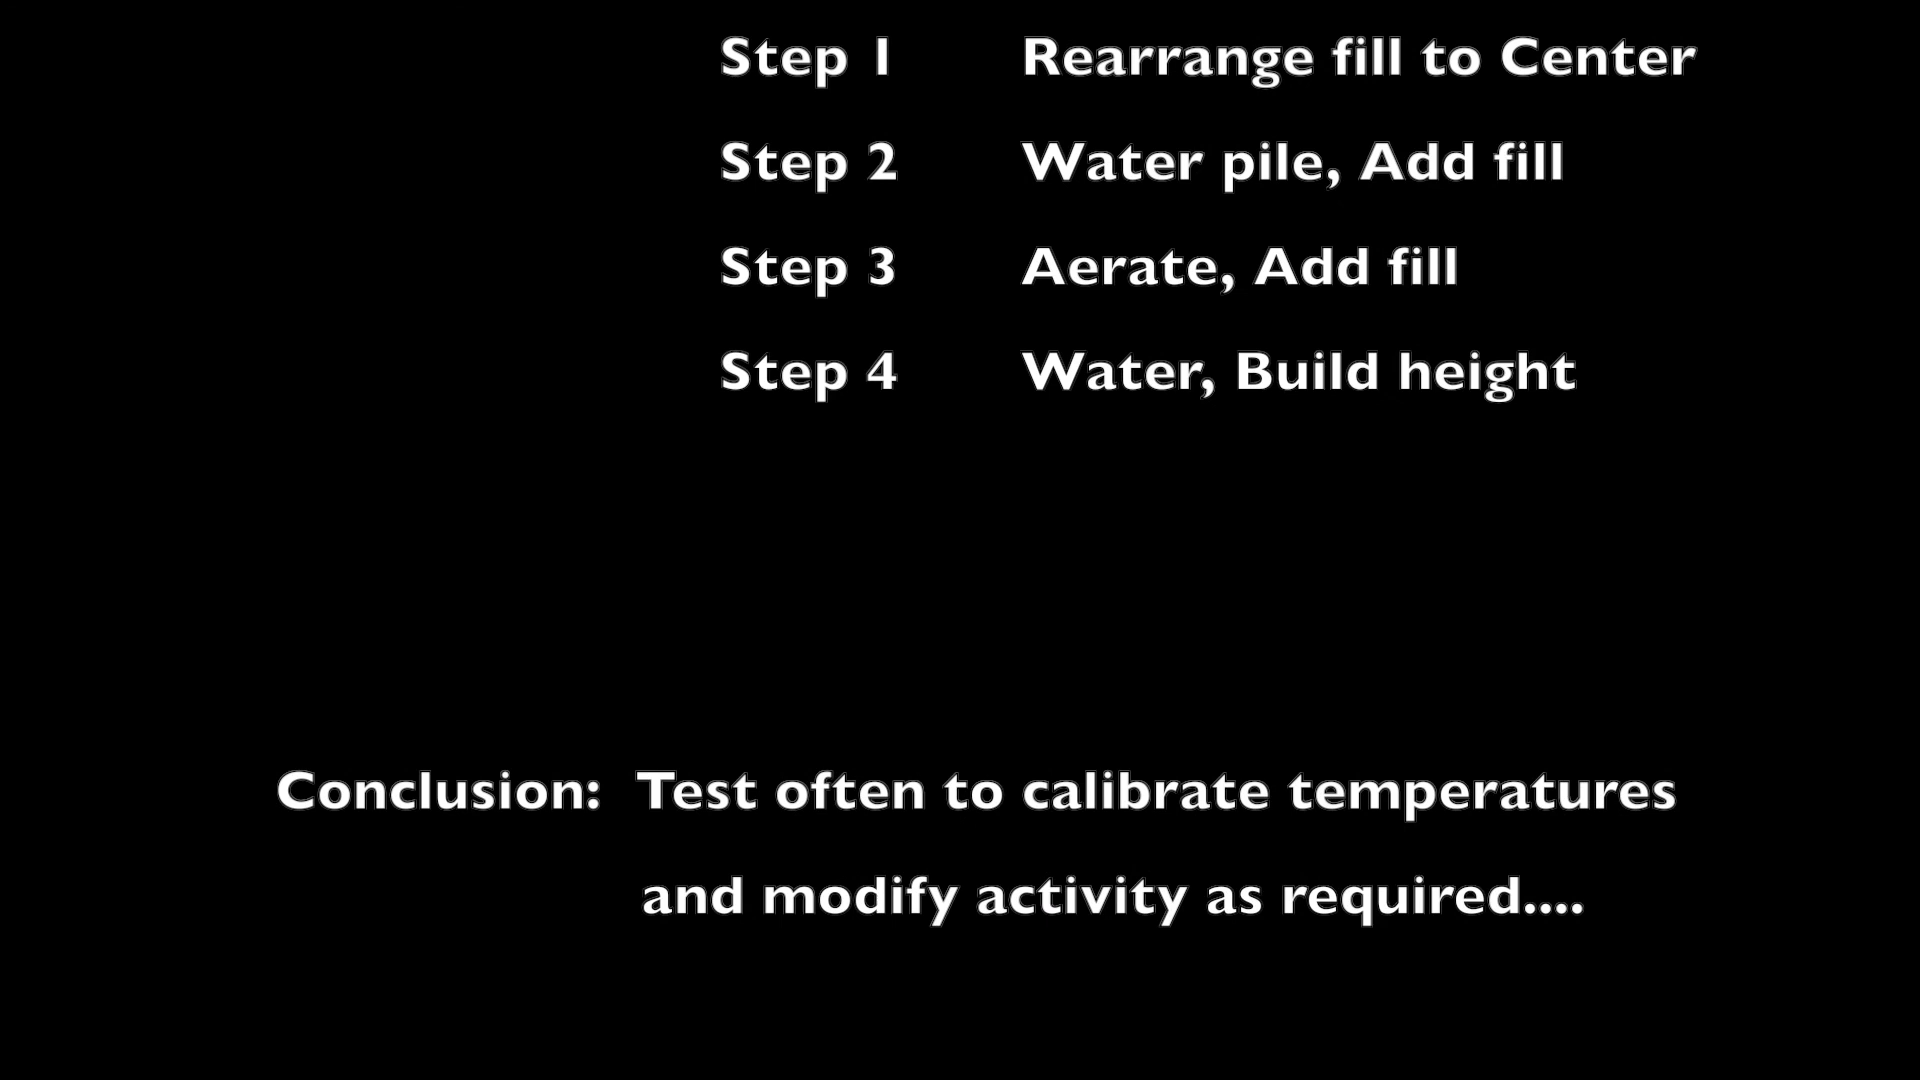 Step 1 Rearrange fill to Center
Step 2 Water pile, Add fill
Step 3 Aerate, Add fill
Step 4 Water, Build height
Conclusion: Test often to calibrate temperatures
and modify activity as required....